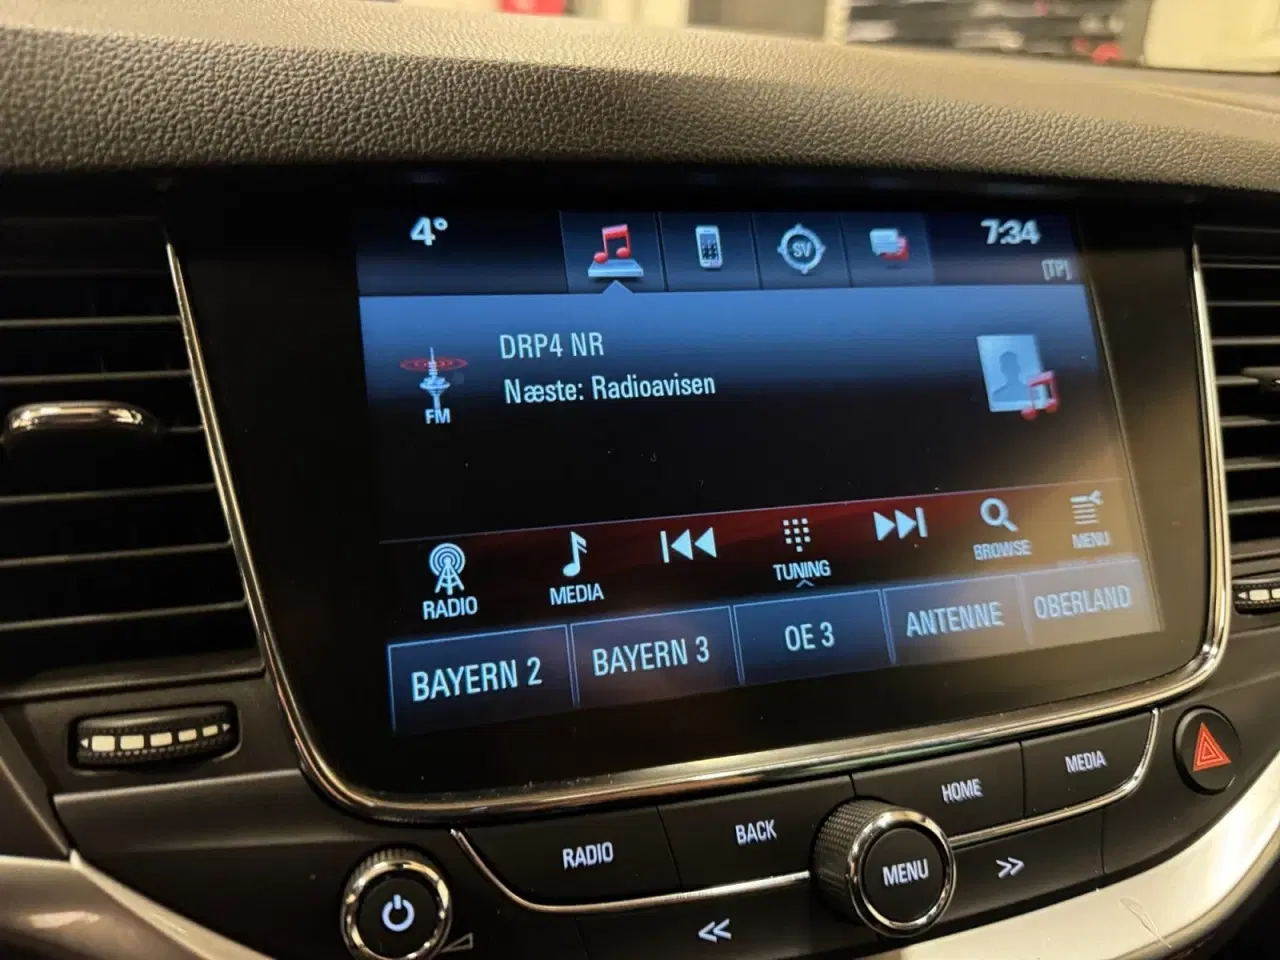 4°
SV
7:34
[TP]
DRP4 NR
Næste: Radioavisen
FM
RADIO
MEDIA
TUNING
BROWSE
MENU
BAYERN 2
BAYERN 3
OE 3
ANTENNE
OBERLAND
RADIO
BACK
HOME
MEDIA
MENU